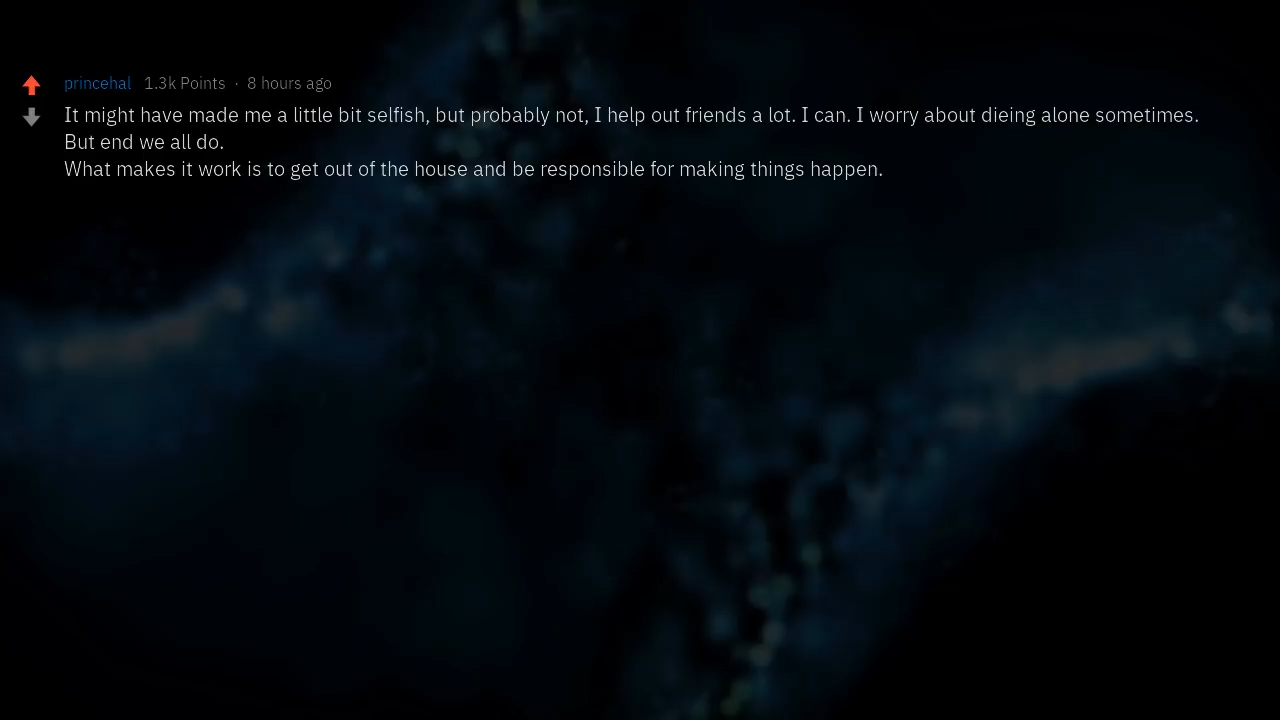 princehal 1.3k Points · 8 hours ago
It might have made me a little bit selfish, but probably not, I help out friends a lot. I can. I worry about dieing alone sometimes.
But end we all do.
What makes it work is to get out of the house and be responsible for making things happen.